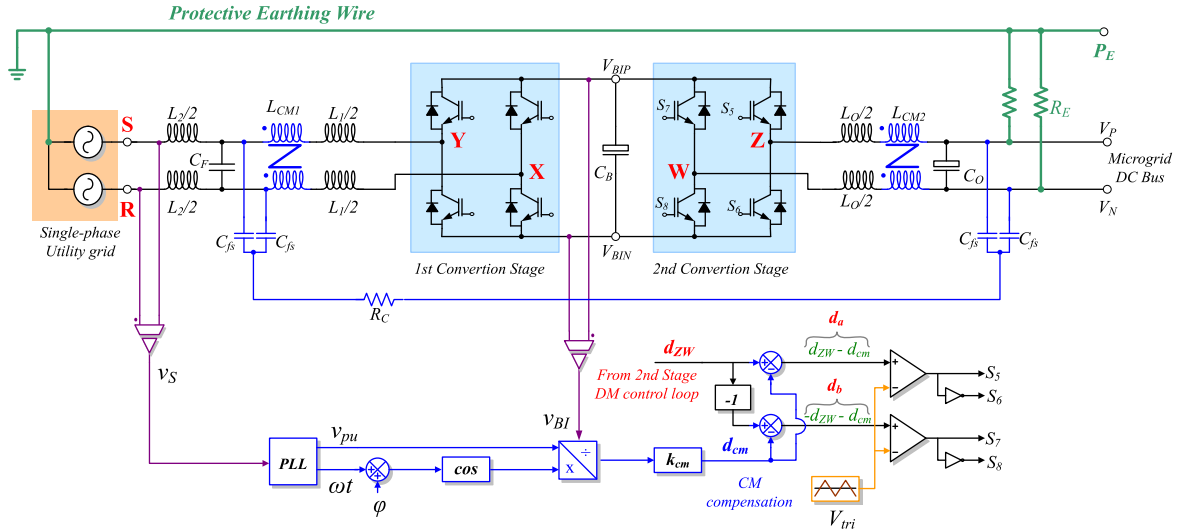 Protective Earthing Wire
P_E
S
L_2/2
L_CM1
L_1/2
V_BIP
S_7
S_5
L_O/2
L_CM2
R_E
V_P
C_F
Y
X
C_B
W
Z
C_O
Microgrid
DC Bus
R
L_2/2
L_1/2
S_8
S_6
L_O/2
V_N
Single-phase
Utility grid
C_fs
C_fs
1st Convertion Stage
V_BIN
2nd Convertion Stage
C_fs
C_fs
R_C
v_S
v_BI
d_ZW
From 2nd Stage
DM control loop
-1
d_a
d_ZW - d_cm
d_b
-d_ZW - d_cm
+
-
S_5
S_6
+
-
S_7
S_8
PLL
v_pu
ωt
φ
cos
÷
x
k_cm
d_cm
CM
compensation
V_tri